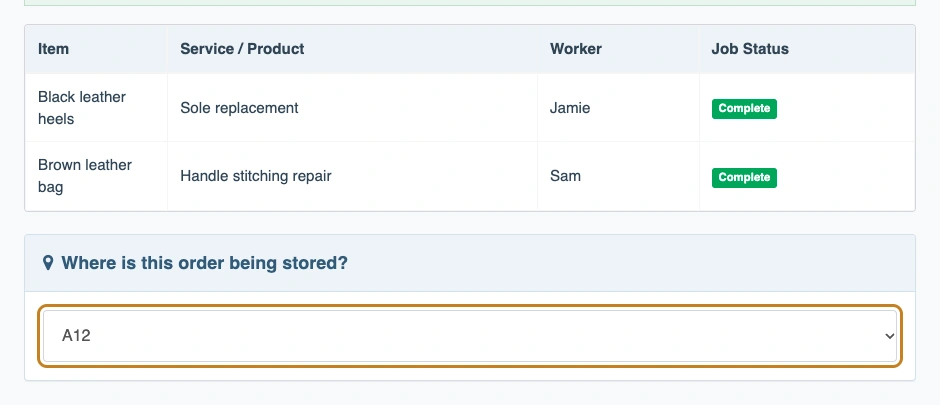 Item Service / Product Worker Job Status
Black leather
heels Sole replacement Jamie Complete
Brown leather
bag Handle stitching repair Sam Complete
Where is this order being stored?
A12